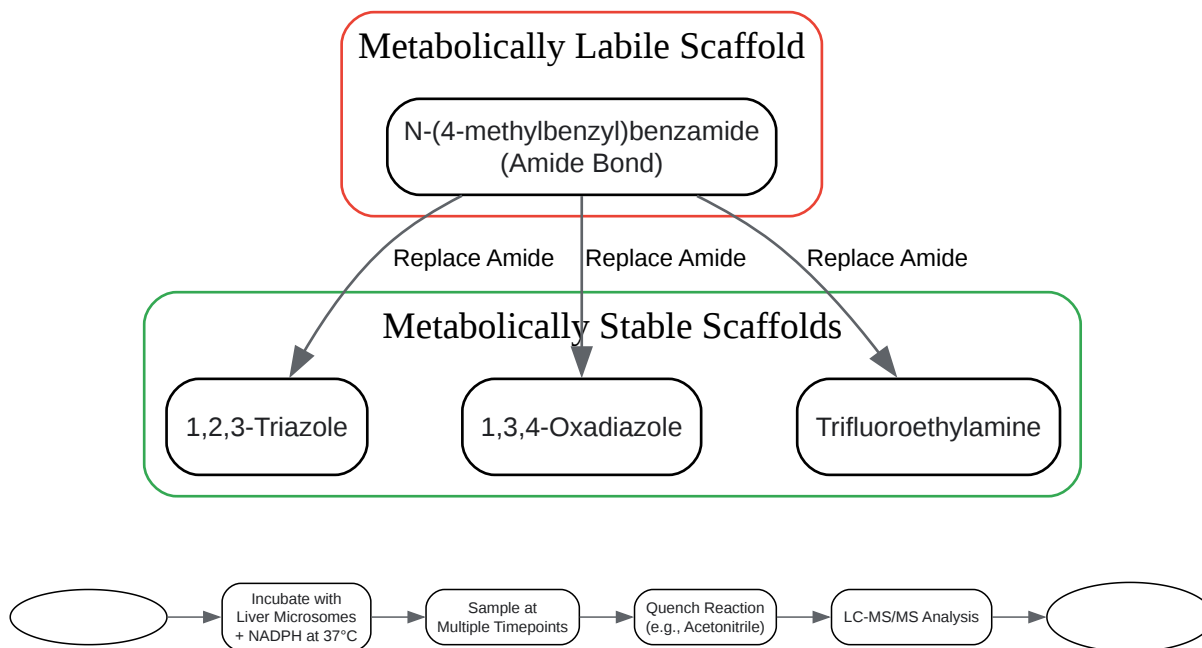 Metabolically Labile Scaffold
N-(4-methylbenzyl)benzamide
(Amide Bond)
Replace Amide
Replace Amide
Replace Amide
Metabolically Stable Scaffolds
1,2,3-Triazole
1,3,4-Oxadiazole
Trifluoroethylamine
Incubate with
Liver Microsomes
+ NADPH at 37°C
Sample at
Multiple Timepoints
Quench Reaction
(e.g., Acetonitrile)
LC-MS/MS Analysis